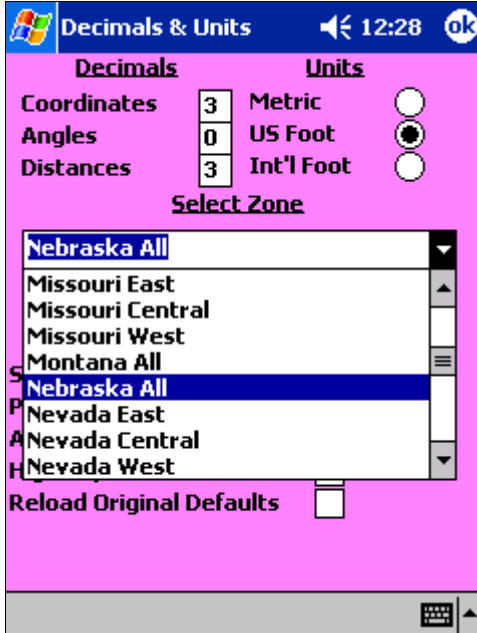 Decimals & Units 12:28 ok
Decimals Units
Coordinates 3 Metric
Angles 0 US Foot
Distances 3 Int'l Foot
Select Zone
Nebraska All
Missouri East
Missouri Central
Missouri West
Montana All
Nebraska All
Nevada East
Nevada Central
Nevada West
Reload Original Defaults